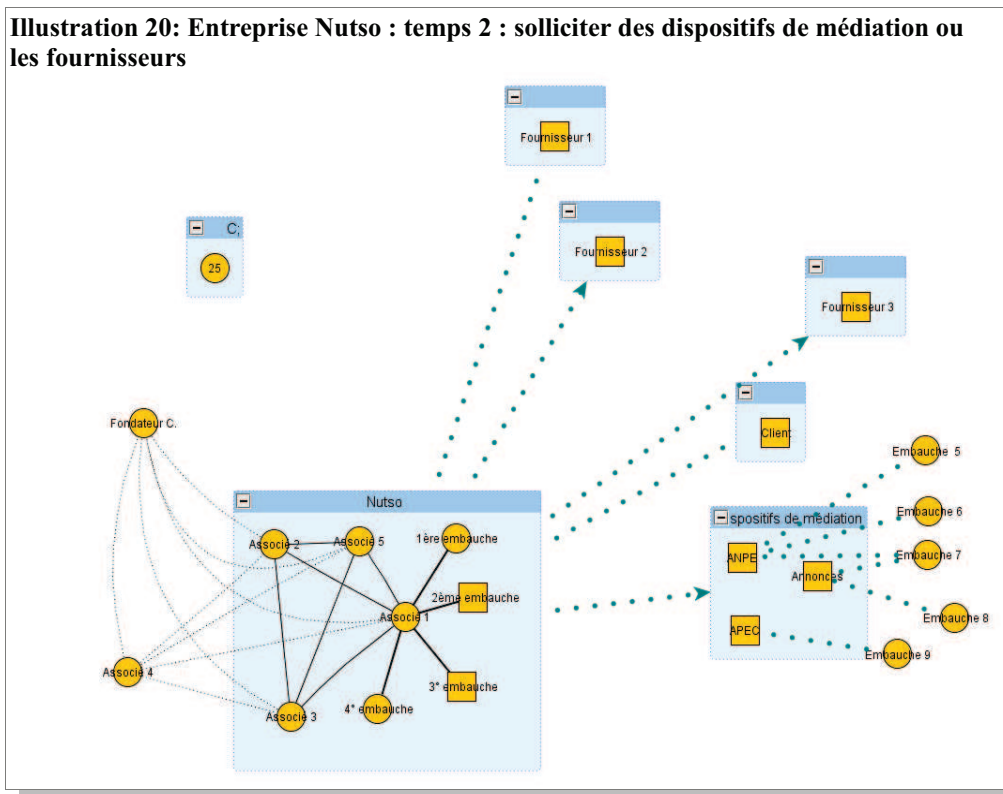 Illustration 20: Entreprise Nutso : temps 2 : solliciter des dispositifs de médiation ou
les fournisseurs
Fournisseur 1
Fournisseur 2
C;
25
Fournisseur 3
Client
Fondateur C.
Embauche 5
Nutso
spositifs de médiation
Embauche 6
Associé 2
Associé 5
1ère embauche
ANPE
Embauche 7
Annonces
2ème embauche
Associé 1
Embauche 8
APEC
Embauche 9
Associé 4
3° embauche
Associé 3
4° embauche